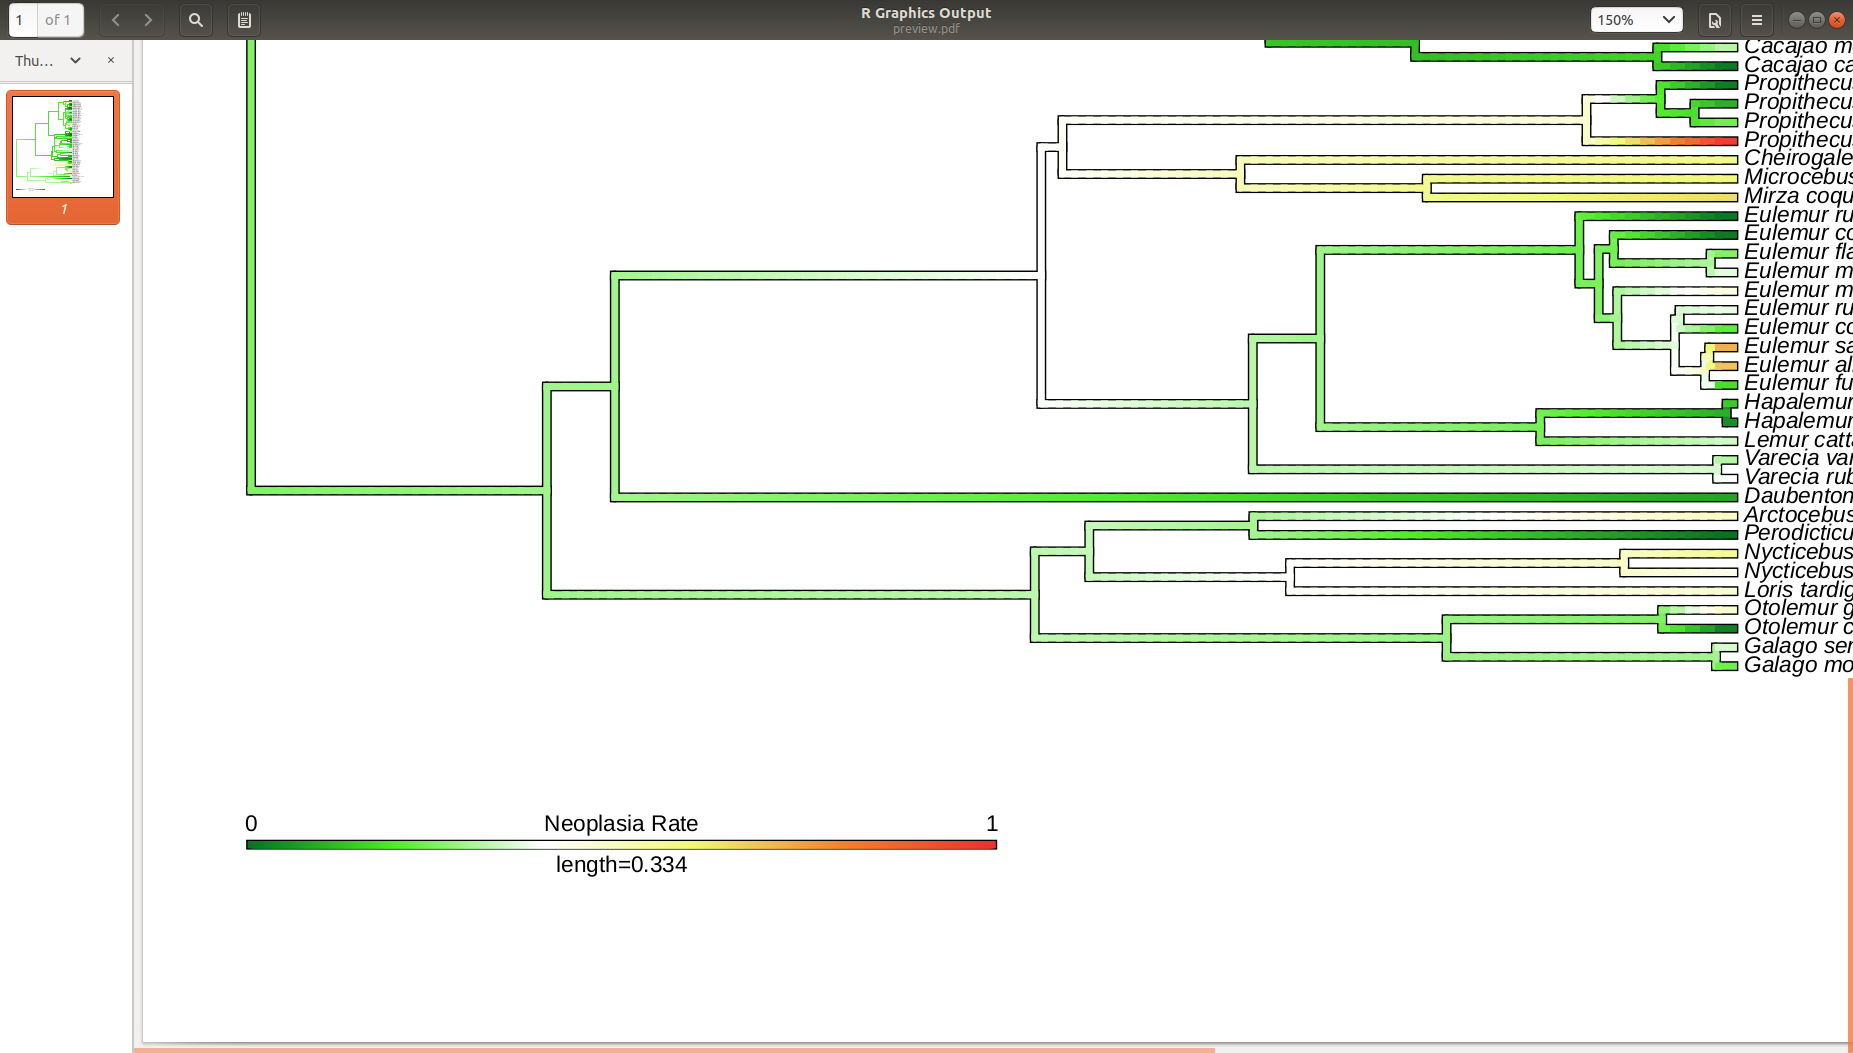 1 of 1
R Graphics Output
preview.pdf
150%
Thu...
1
Cacajao m
Cacajao ca
Propithecu
Propithecu
Propithecu
Propithecu
Cheirogale
Microcebus
Mirza coqu
Eulemur ru
Eulemur co
Eulemur fla
Eulemur m
Eulemur m
Eulemur ru
Eulemur co
Eulemur sa
Eulemur al
Eulemur fu
Hapalemur
Hapalemur
Lemur catt
Varecia var
Varecia rub
Daubenton
Arctocebus
Perodicticu
Nycticebus
Nycticebus
Loris tardig
Otolemur g
Otolemur c
Galago sen
Galago mo
0 Neoplasia Rate 1
length=0.334